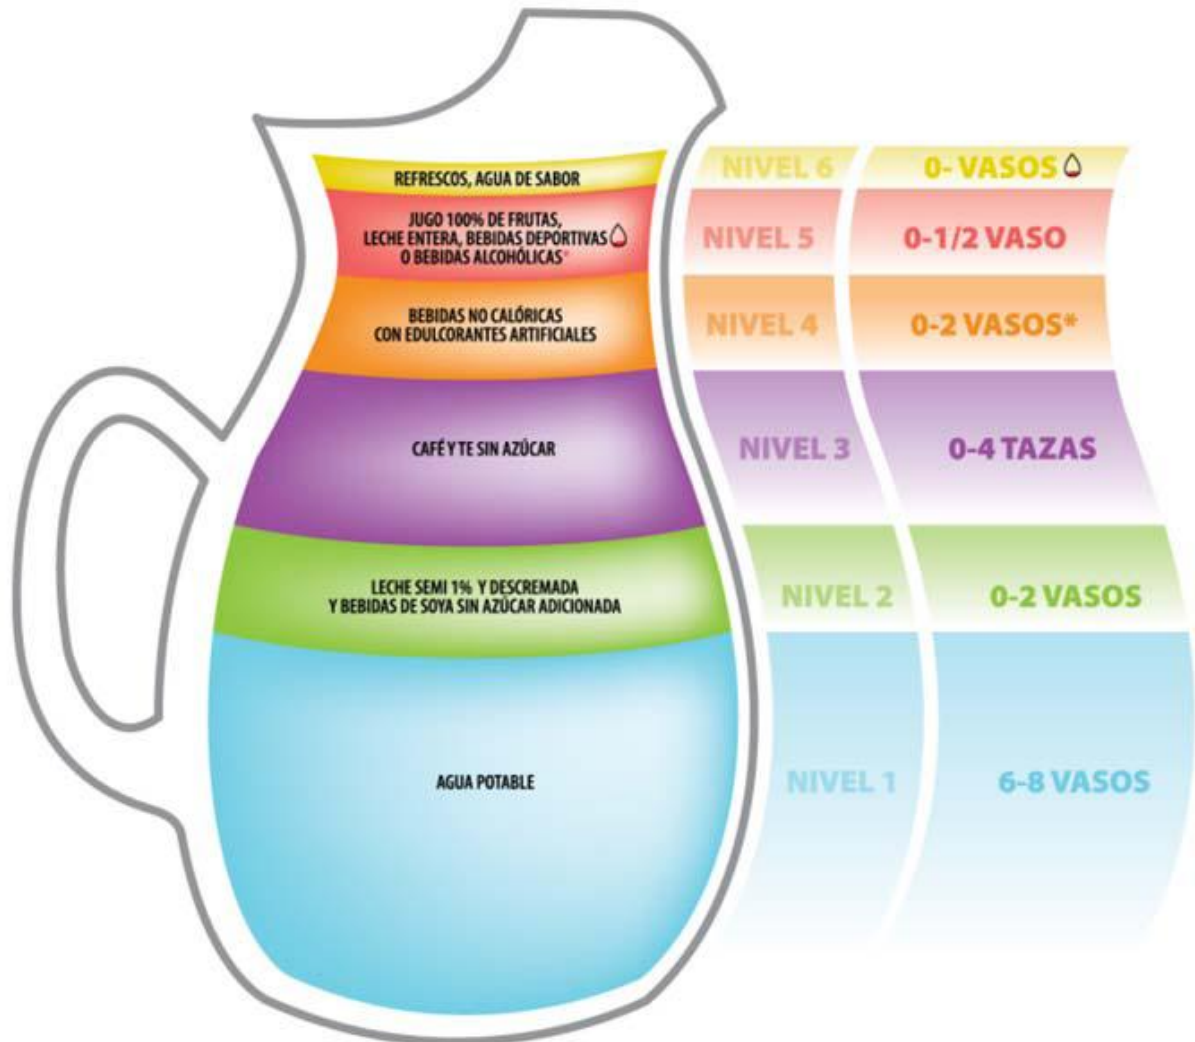 REFRESCOS, AGUA DE SABOR
NIVEL 6
0- VASOS
JUGO 100% DE FRUTAS,
LECHE ENTERA, BEBIDAS DEPORTIVAS
O BEBIDAS ALCOHÓLICAS*
NIVEL 5
0-1/2 VASO
BEBIDAS NO CALÓRICAS
CON EDULCORANTES ARTIFICIALES
NIVEL 4
0-2 VASOS*
CAFÉ Y TE SIN AZÚCAR
NIVEL 3
0-4 TAZAS
LECHE SEMI 1% Y DESCREMADA
Y BEBIDAS DE SOYA SIN AZÚCAR ADICIONADA
NIVEL 2
0-2 VASOS
AGUA POTABLE
NIVEL 1
6-8 VASOS